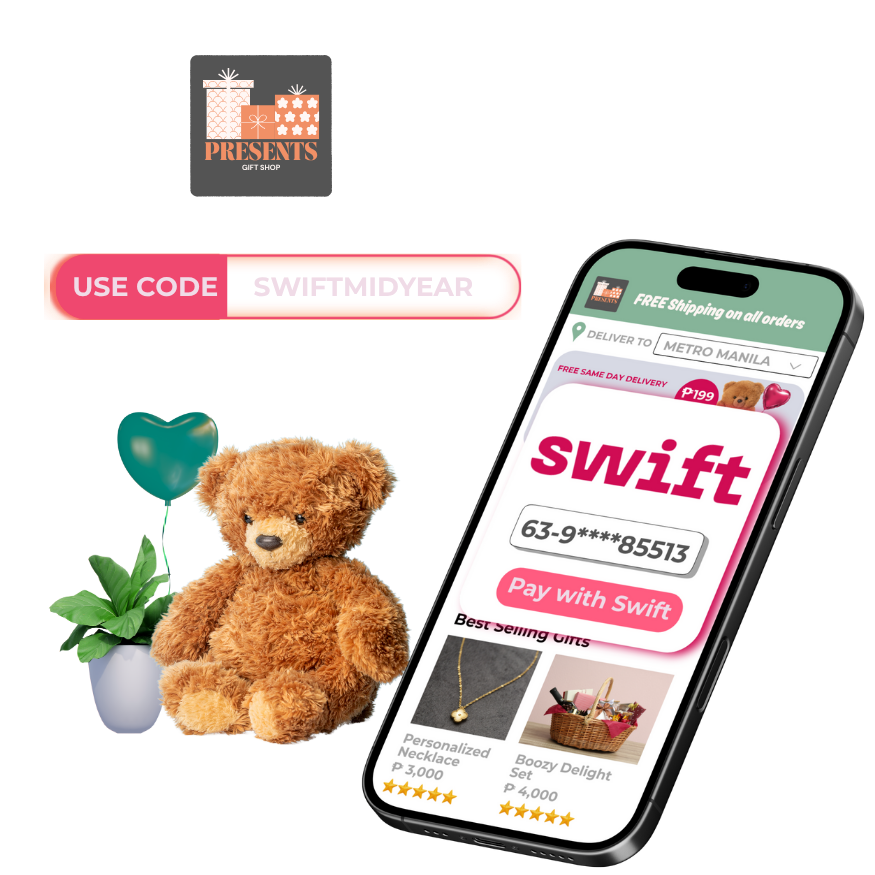 PRESENTS
GIFT SHOP
USE CODE SWIFTMIDYEAR
PRESENTS
FREE Shipping on all orders
DELIVER TO METRO MANILA
FREE SAME DAY DELIVERY
₱199
swift
63-9****85513
Pay with Swift
Best Selling Gifts
Personalized
Necklace
₱ 3,000
Boozy Delight
Set
₱ 4,000